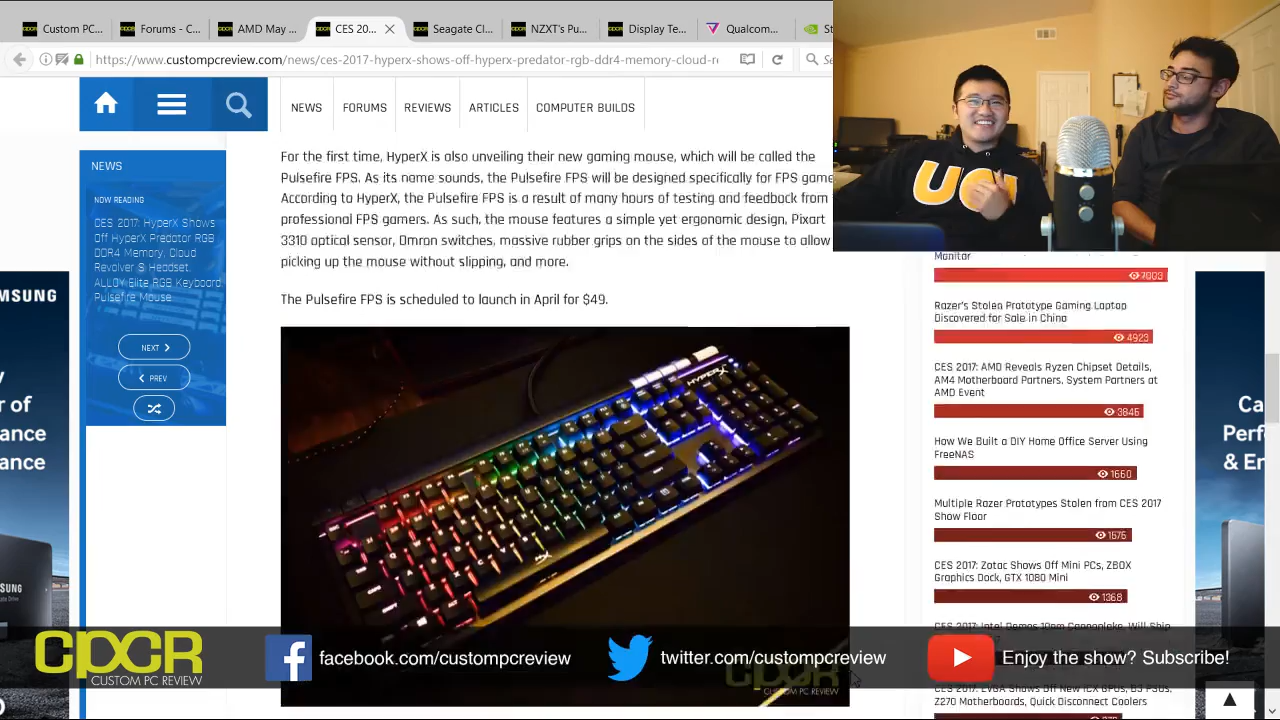 Custom PC...
Forums - C...
AMD May ...
CES 20...
Seagate Cl...
NZXT's Pu...
Display Te...
Qualcom...
https://www.custompcreview.com/news/ces-2017-hyperx-shows-off-hyperx-predator-rgb-ddr4-memory-cloud-re
NEWS
FORUMS
REVIEWS
ARTICLES
COMPUTER BUILDS
NEWS
NOW READING
CES 2017: HyperX Shows
Off HyperX Predator RGB
DDR4 Memory, Cloud
Revolver S Headset,
ALLOY Elite RGB Keyboard
Pulsefire Mouse
NEXT
PREV
For the first time, HyperX is also unveiling their new gaming mouse, which will be called the
Pulsefire FPS. As its name sounds, the Pulsefire FPS will be designed specifically for FPS game
According to HyperX, the Pulsefire FPS is a result of many hours of testing and feedback from
professional FPS gamers. As such, the mouse features a simple yet ergonomic design, Pixart
3310 optical sensor, Omron switches, massive rubber grips on the sides of the mouse to allow
picking up the mouse without slipping, and more.
The Pulsefire FPS is scheduled to launch in April for $49.
HYPERX
UCI
Monitor
7003
Razer's Stolen Prototype Gaming Laptop
Discovered for Sale in China
4923
CES 2017: AMD Reveals Ryzen Chipset Details,
AM4 Motherboard Partners, System Partners at
AMD Event
3845
How We Built a DIY Home Office Server Using
FreeNAS
1660
Multiple Razer Prototypes Stolen from CES 2017
Show Floor
1575
CES 2017: Zotac Shows Off Mini PCs, ZBOX
Graphics Dock, GTX 1080 Mini
1368
CES 2017: Intel Demos 10nm Cannonlake, Will Ship
CES 2017: EVGA Shows Off New ICX GPUs, B3 PSUs,
Z270 Motherboards, Quick Disconnect Coolers
SAMSUNG
r of
ance
ance
Ca
Perf
& E
CPCR
CUSTOM PC REVIEW
facebook.com/custompcreview
twitter.com/custompcreview
Enjoy the show? Subscribe!
CUSTOM PC REVIEW